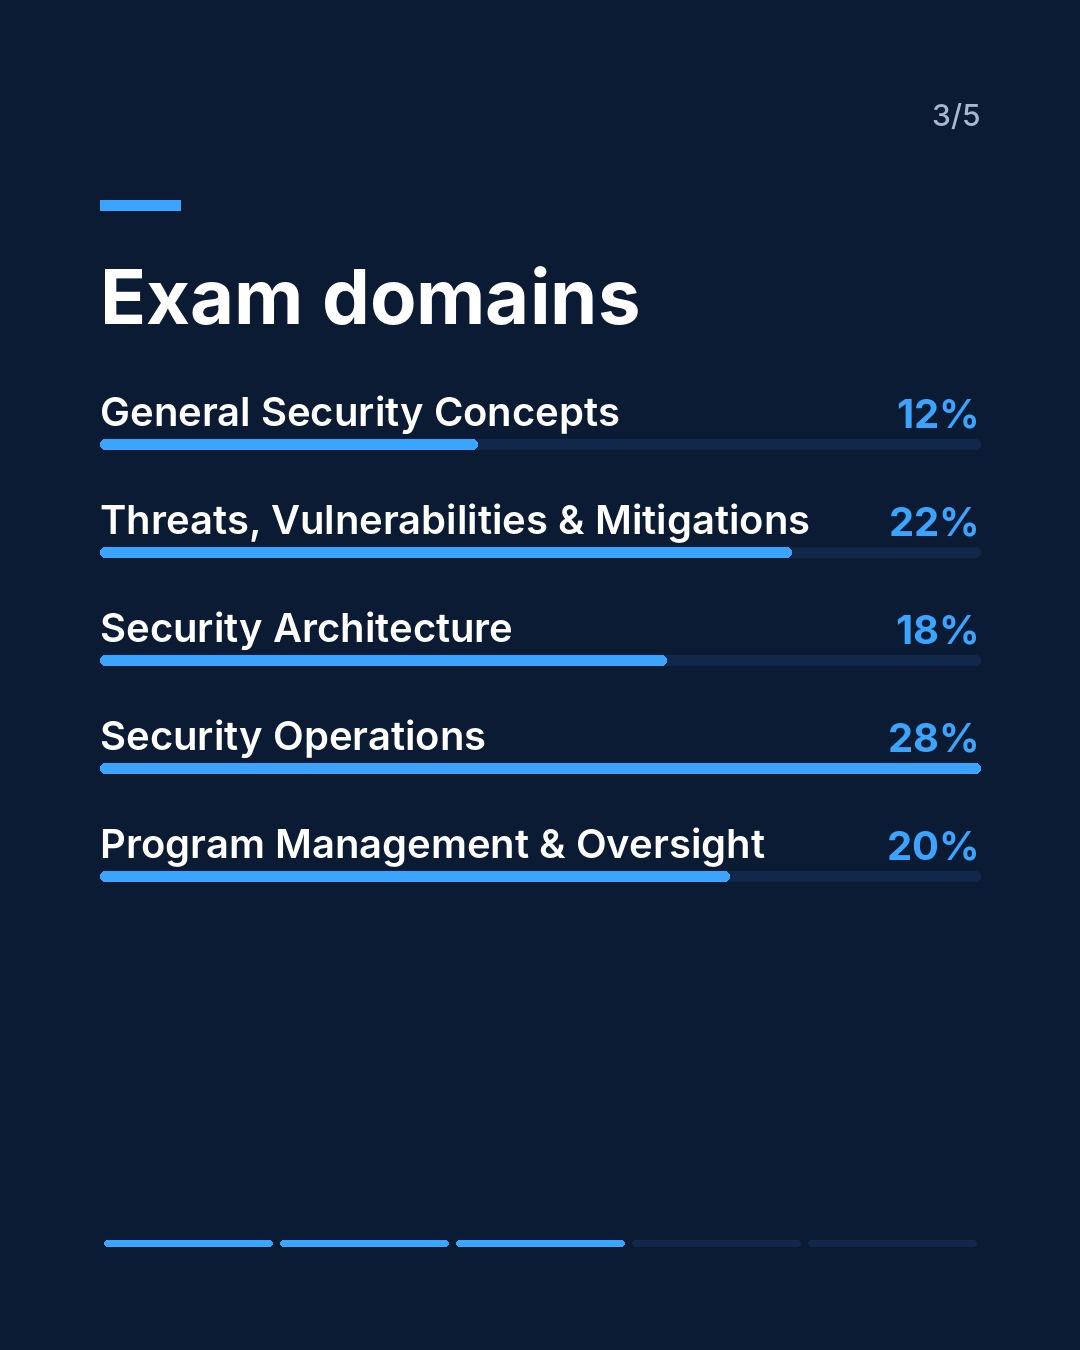 3/5
Exam domains
General Security Concepts 12%
Threats, Vulnerabilities & Mitigations 22%
Security Architecture 18%
Security Operations 28%
Program Management & Oversight 20%